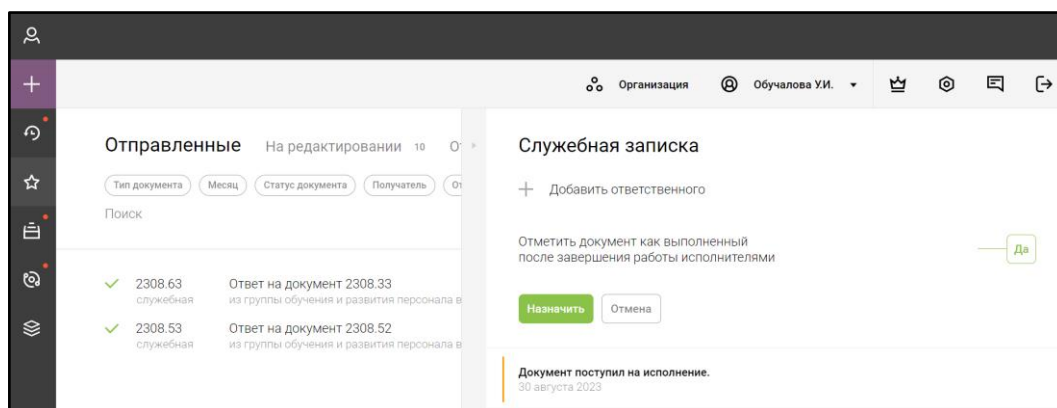 Организация
Обучалова У.И.
Отправленные
На редактировании 10
Тип документа
Месяц
Статус документа
Получатель
Поиск
2308.63 Ответ на документ 2308.33
служебная из группы обучения и развития персонала в
2308.53 Ответ на документ 2308.52
служебная из группы обучения и развития персонала в
Служебная записка
Добавить ответственного
Отметить документ как выполненный
после завершения работы исполнителями
Да
Назначить
Отмена
Документ поступил на исполнение.
30 августа 2023